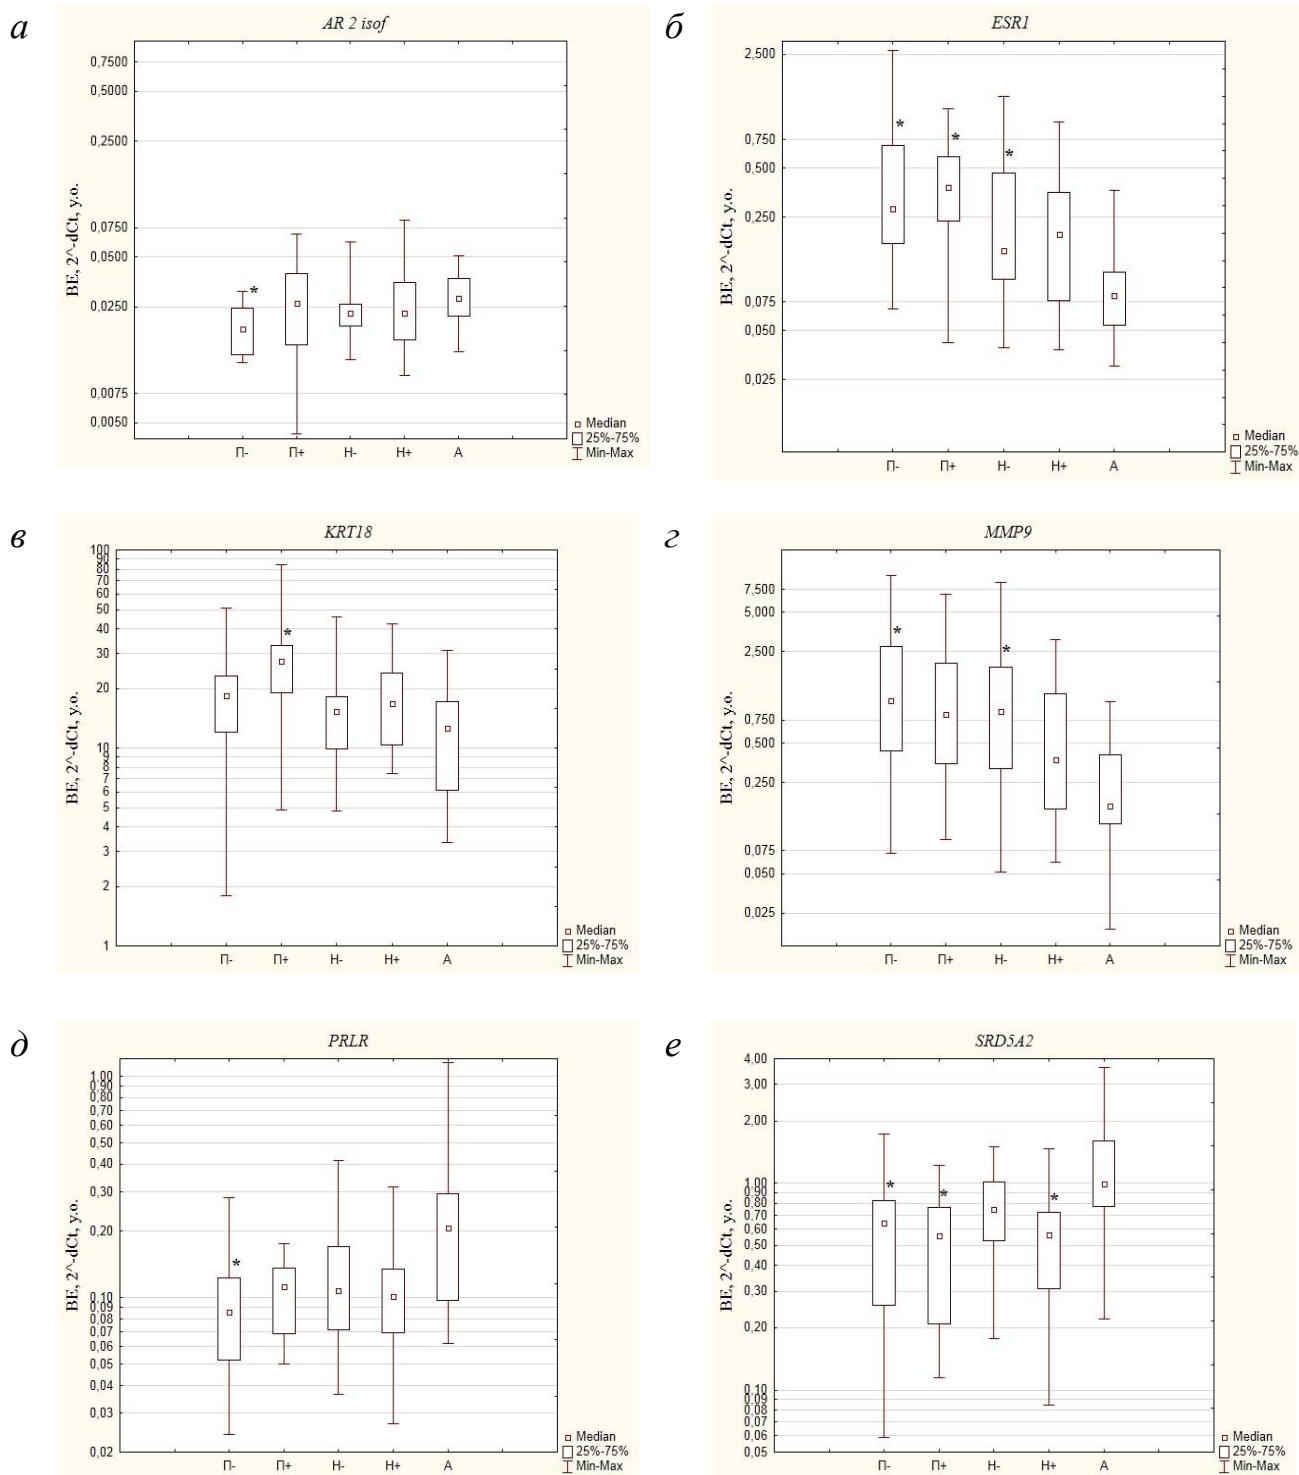 а
AR 2 isof
0,7500
0,5000
0,2500
0,0750
0,0500
0,0250
0,0075
0,0050
ВЕ, 2^-dCt, у.о.
*
П- П+ Н- Н+ А
Median
25%-75%
Min-Max
б
ESR1
2,500
0,750
0,500
0,250
0,075
0,050
0,025
ВЕ, 2^-dCt, у.о.
* * *
П- П+ Н- Н+ А
Median
25%-75%
Min-Max
в
KRT18
100
90
80
70
60
50
40
30
20
10
9
8
7
6
5
4
3
2
1
ВЕ, 2^-dCt, у.о.
*
П- П+ Н- Н+ А
Median
25%-75%
Min-Max
г
MMP9
7,500
5,000
2,500
0,750
0,500
0,250
0,075
0,050
0,025
ВЕ, 2^-dCt, у.о.
* *
П- П+ Н- Н+ А
Median
25%-75%
Min-Max
д
PRLR
1,00
0,90
0,80
0,70
0,60
0,50
0,40
0,30
0,20
0,10
0,09
0,08
0,07
0,06
0,05
0,04
0,03
0,02
ВЕ, 2^-dCt, у.о.
*
П- П+ Н- Н+ А
Median
25%-75%
Min-Max
е
SRD5A2
4,00
3,00
2,00
1,00
0,90
0,80
0,70
0,60
0,50
0,40
0,30
0,20
0,10
0,09
0,08
0,07
0,06
0,05
ВЕ, 2^-dCt, у.о.
* * *
П- П+ Н- Н+ А
Median
25%-75%
Min-Max